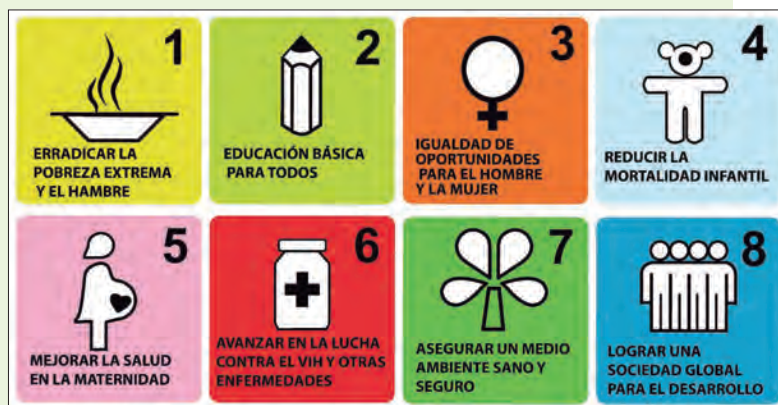 1
ERRADICAR LA
POBREZA EXTREMA
Y EL HAMBRE
2
EDUCACIÓN BÁSICA
PARA TODOS
3
IGUALDAD DE
OPORTUNIDADES
PARA EL HOMBRE
Y LA MUJER
4
REDUCIR LA
MORTALIDAD INFANTIL
5
MEJORAR LA SALUD
EN LA MATERNIDAD
6
AVANZAR EN LA LUCHA
CONTRA EL VIH Y OTRAS
ENFERMEDADES
7
ASEGURAR UN MEDIO
AMBIENTE SANO Y
SEGURO
8
LOGRAR UNA
SOCIEDAD GLOBAL
PARA EL DESARROLLO